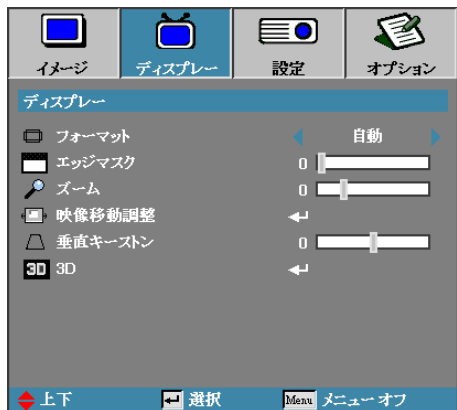 イメージ ディスプレー 設定 オプション
ディスプレー
フォーマット 自動
エッジマスク 0
ズーム 0
映像移動調整
垂直キーストン 0
3D 3D
上下 選択 Menu メニューオフ